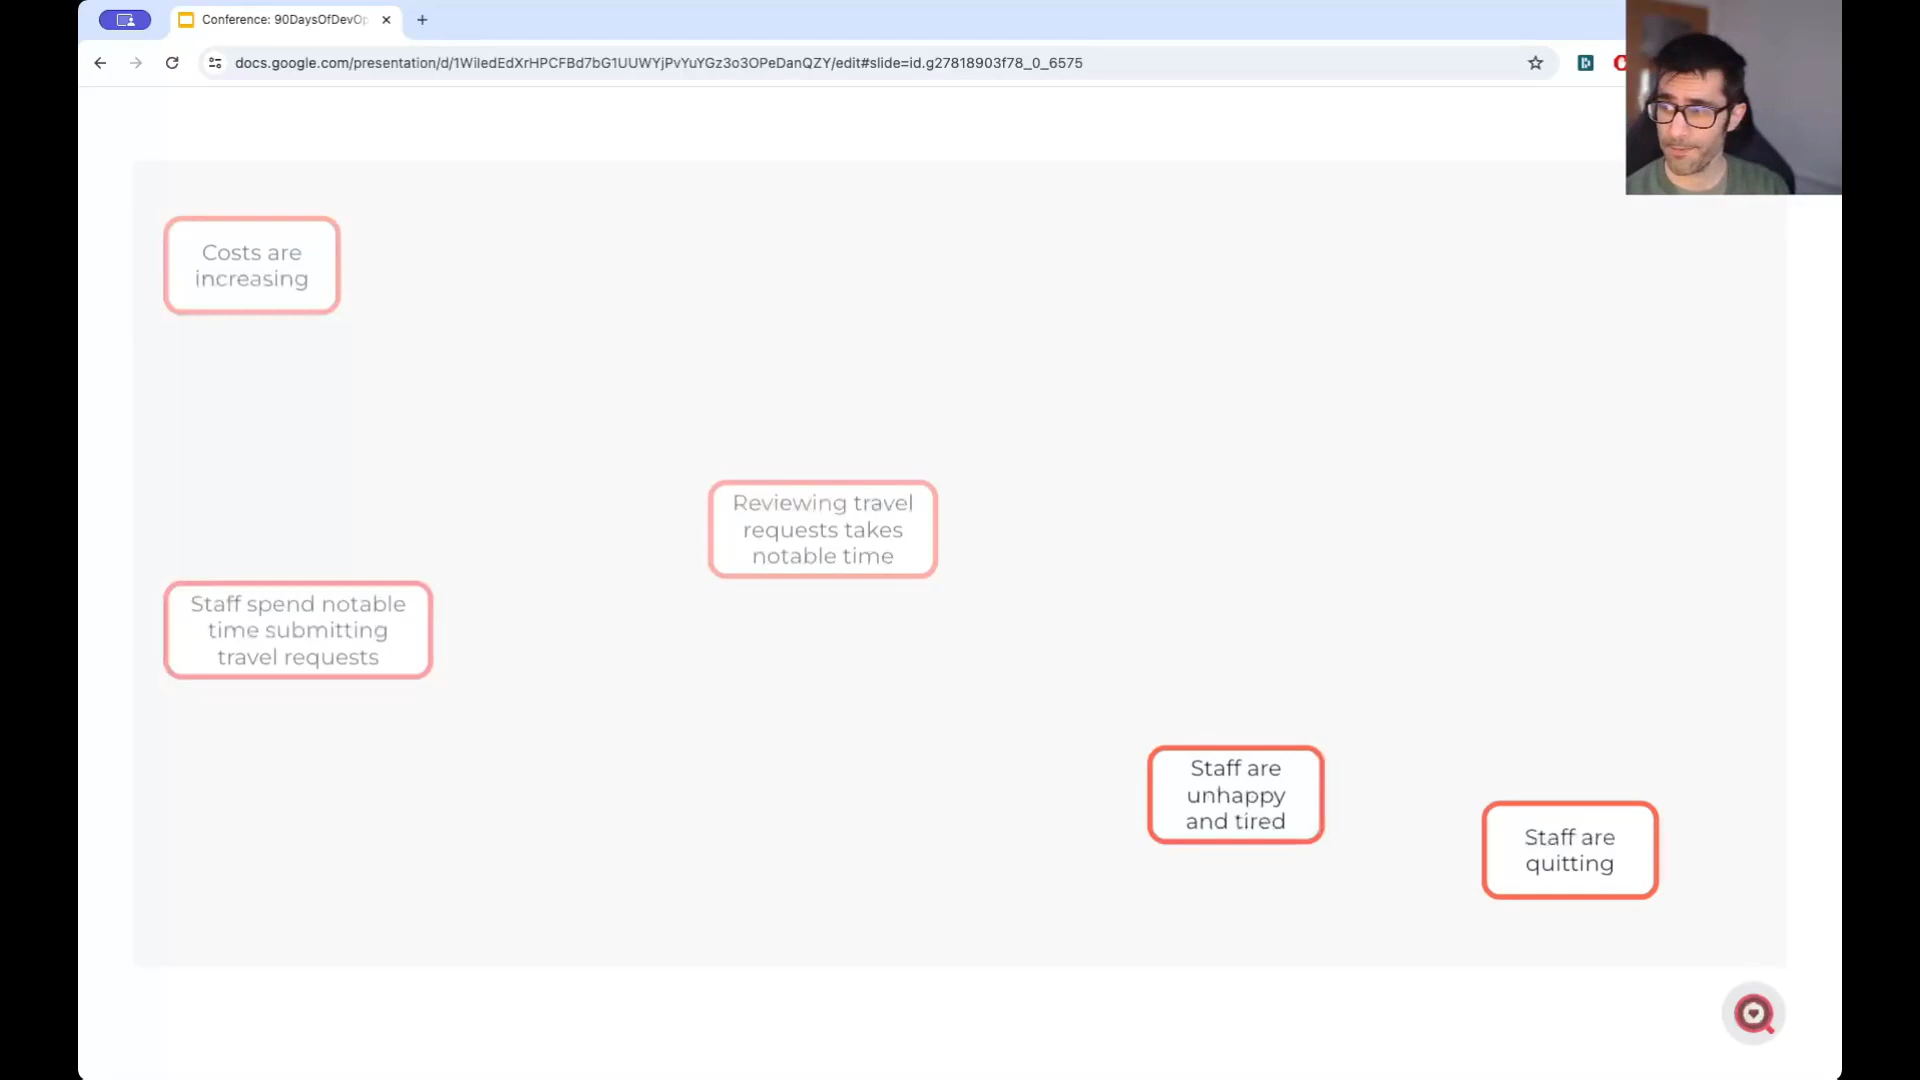 Conference: 90DaysOfDevOp
docs.google.com/presentation/d/1WiledEdXrHPCFBd7bG1UUWYjPvYuYGz3o3OPeDanQZY/edit#slide=id.g27818903f78_0_6575
Costs are
increasing
Reviewing travel
requests takes
notable time
Staff spend notable
time submitting
travel requests
Staff are
unhappy
and tired
Staff are
quitting